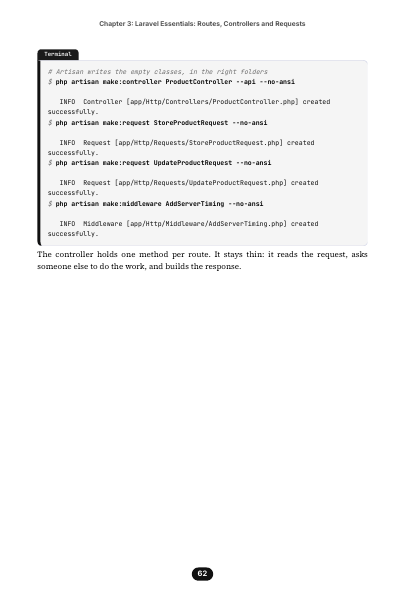 Chapter 3: Laravel Essentials: Routes, Controllers and Requests
Terminal
# Artisan writes the empty classes, in the right folders
$ php artisan make:controller ProductController --api --no-ansi
INFO  Controller [app/Http/Controllers/ProductController.php] created
successfully.
$ php artisan make:request StoreProductRequest --no-ansi
INFO  Request [app/Http/Requests/StoreProductRequest.php] created
successfully.
$ php artisan make:request UpdateProductRequest --no-ansi
INFO  Request [app/Http/Requests/UpdateProductRequest.php] created
successfully.
$ php artisan make:middleware AddServerTiming --no-ansi
INFO  Middleware [app/Http/Middleware/AddServerTiming.php] created
successfully.
The controller holds one method per route. It stays thin: it reads the request, asks
someone else to do the work, and builds the response.
62